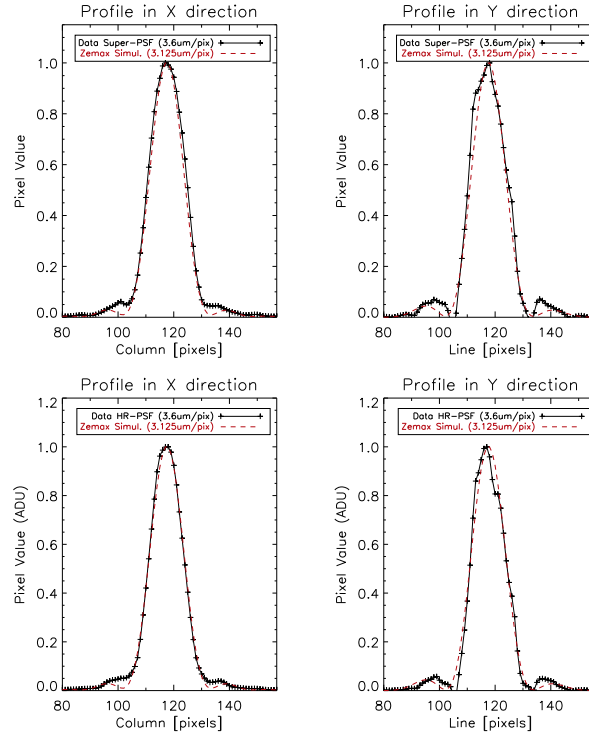 Profile in X direction
Data Super-PSF (3.6um/pix)
Zemax Simul. (3.125um/pix)
Pixel Value
1.0
0.8
0.6
0.4
0.2
0.0
80 100 120 140
Column [pixels]
Profile in Y direction
Data Super-PSF (3.6um/pix)
Zemax Simul. (3.125um/pix)
Pixel Value
1.0
0.8
0.6
0.4
0.2
0.0
80 100 120 140
Line [pixels]
Profile in X direction
Data HR-PSF (3.6um/pix)
Zemax Simul. (3.125um/pix)
Pixel Value (ADU)
1.2
1.0
0.8
0.6
0.4
0.2
0.0
80 100 120 140
Column [pixels]
Profile in Y direction
Data HR-PSF (3.6um/pix)
Zemax Simul. (3.125um/pix)
Pixel Value (ADU)
1.2
1.0
0.8
0.6
0.4
0.2
0.0
80 100 120 140
Line [pixels]